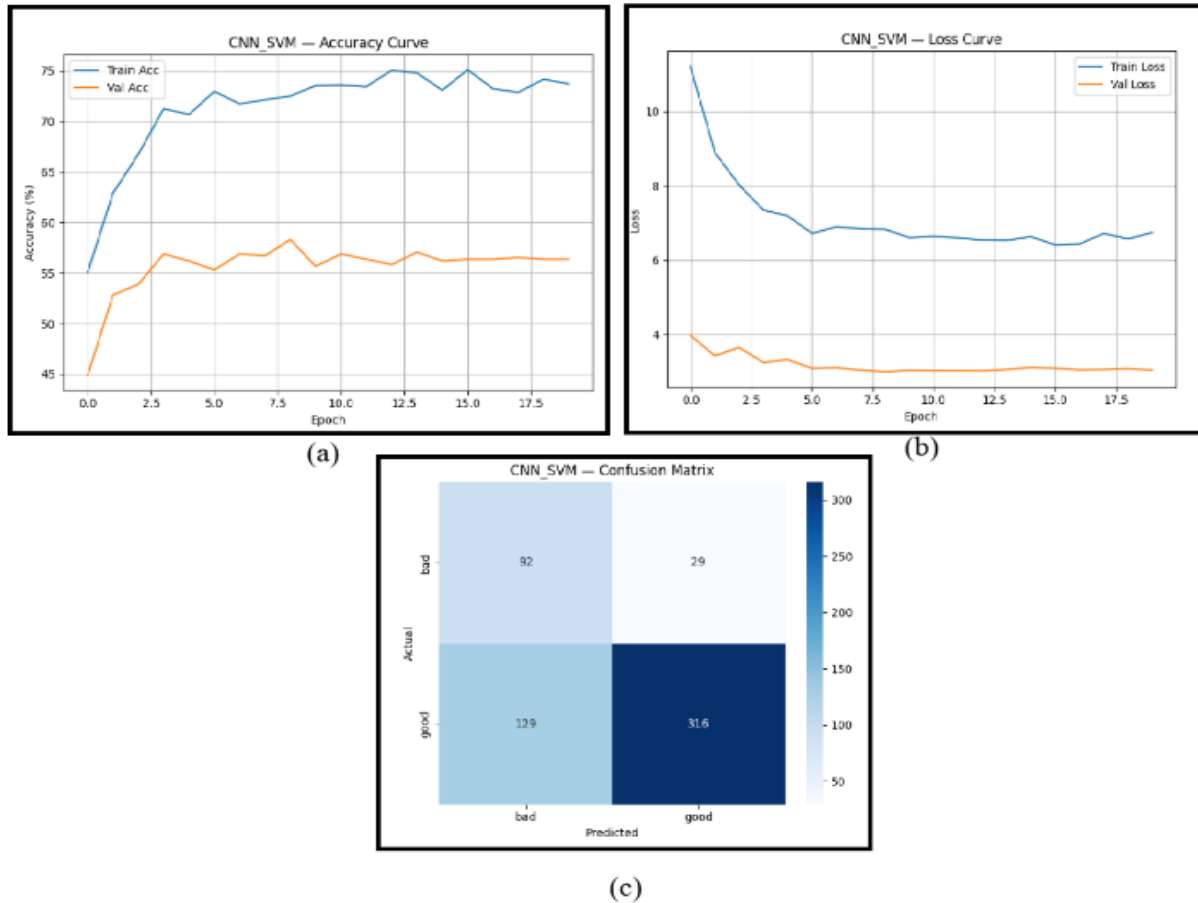 CNN_SVM — Accuracy Curve
Train Acc
Val Acc
75
70
65
60
55
50
45
Accuracy (%)
0.0 2.5 5.0 7.5 10.0 12.5 15.0 17.5
Epoch
(a)
CNN_SVM — Loss Curve
Train Loss
Val Loss
10
8
6
4
Loss
0.0 2.5 5.0 7.5 10.0 12.5 15.0 17.5
Epoch
(b)
CNN_SVM — Confusion Matrix
bad
92 29
good
129 316
Actual
bad good
Predicted
300
250
200
150
100
50
(c)